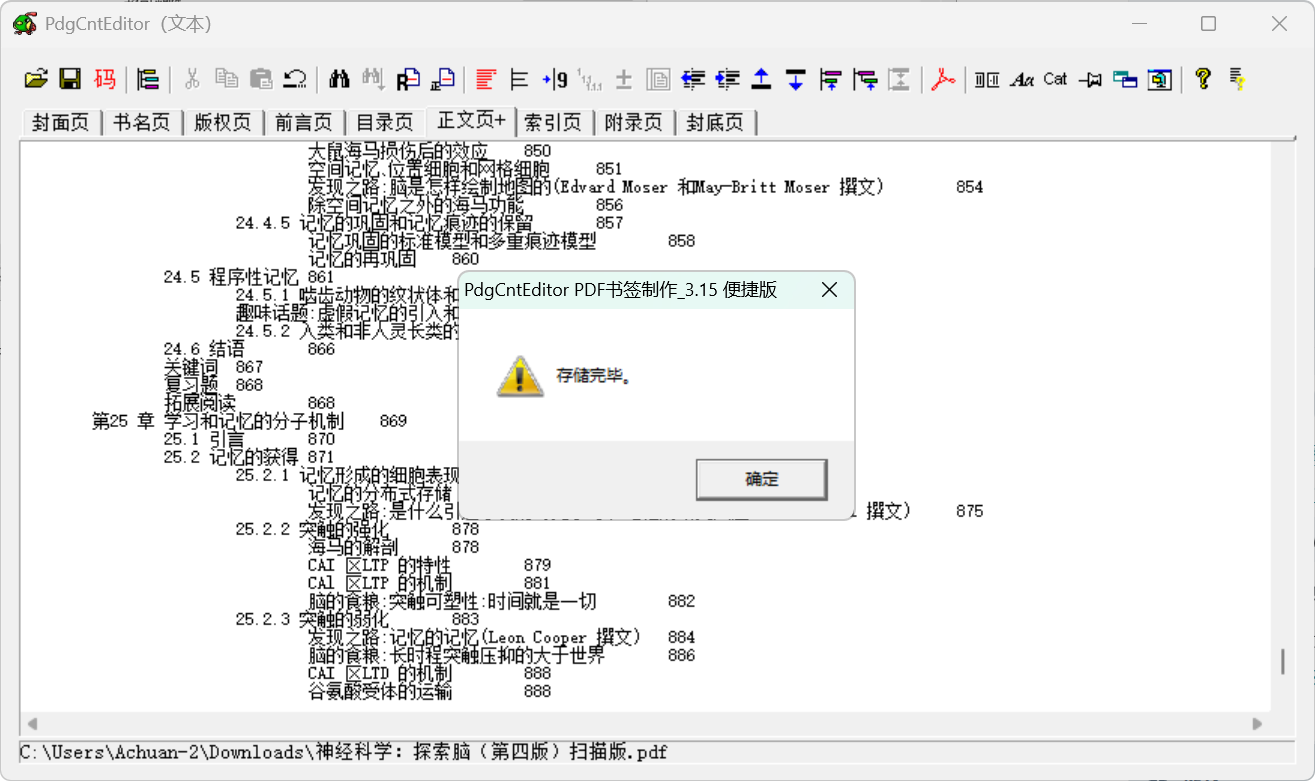 PdgCntEditor（文本）
码
9
Aa Cat
封面页 书名页 版权页 前言页 目录页 正文页+ 索引页 附录页 封底页
大鼠海马损伤后的效应 850
空间记忆、位置细胞和网格细胞 851
发现之路:脑是怎样绘制地图的(Edvard Moser 和May-Britt Moser 撰文) 854
除空间记忆之外的海马功能 856
24.4.5 记忆的巩固和记忆痕迹的保留 857
记忆巩固的标准模型和多重痕迹模型 858
记忆的再巩固 860
24.5 程序性记忆 861
24.5.1 啮齿动物的纹状体和
趣味话题:虚假记忆的引入和
24.5.2 人类和非人灵长类的
24.6 结语 866
关键词 867
复习题 868
拓展阅读 868
第25 章 学习和记忆的分子机制 869
25.1 引言 870
25.2 记忆的获得 871
25.2.1 记忆形成的细胞表现
记忆的分布式存储
发现之路:是什么引 撰文) 875
25.2.2 突触的强化 878
海马的解剖 878
CAI 区LTP 的特性 879
CAl 区LTP 的机制 881
脑的食粮:突触可塑性:时间就是一切 882
25.2.3 突触的弱化 883
发现之路:记忆的记忆(Leon Cooper 撰文) 884
脑的食粮:长时程突触压抑的大于世界 886
CAI 区LTD 的机制 888
谷氨酸受体的运输 888
PdgCntEditor PDF书签制作_3.15 便捷版
存储完毕。
确定
C:\Users\Achuan-2\Downloads\神经科学：探索脑（第四版）扫描版.pdf